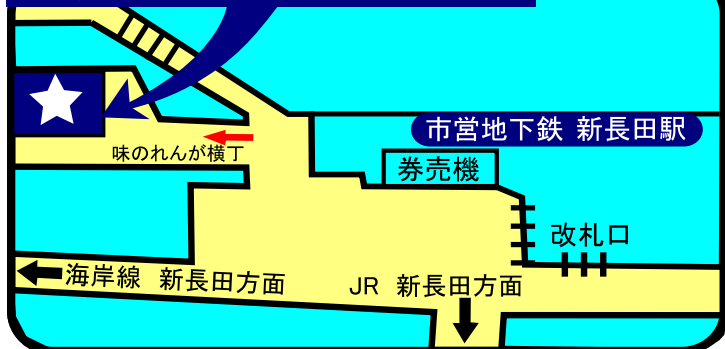 市営地下鉄 新長田駅
味のれんが横丁
券売機
改札口
海岸線 新長田方面
JR 新長田方面